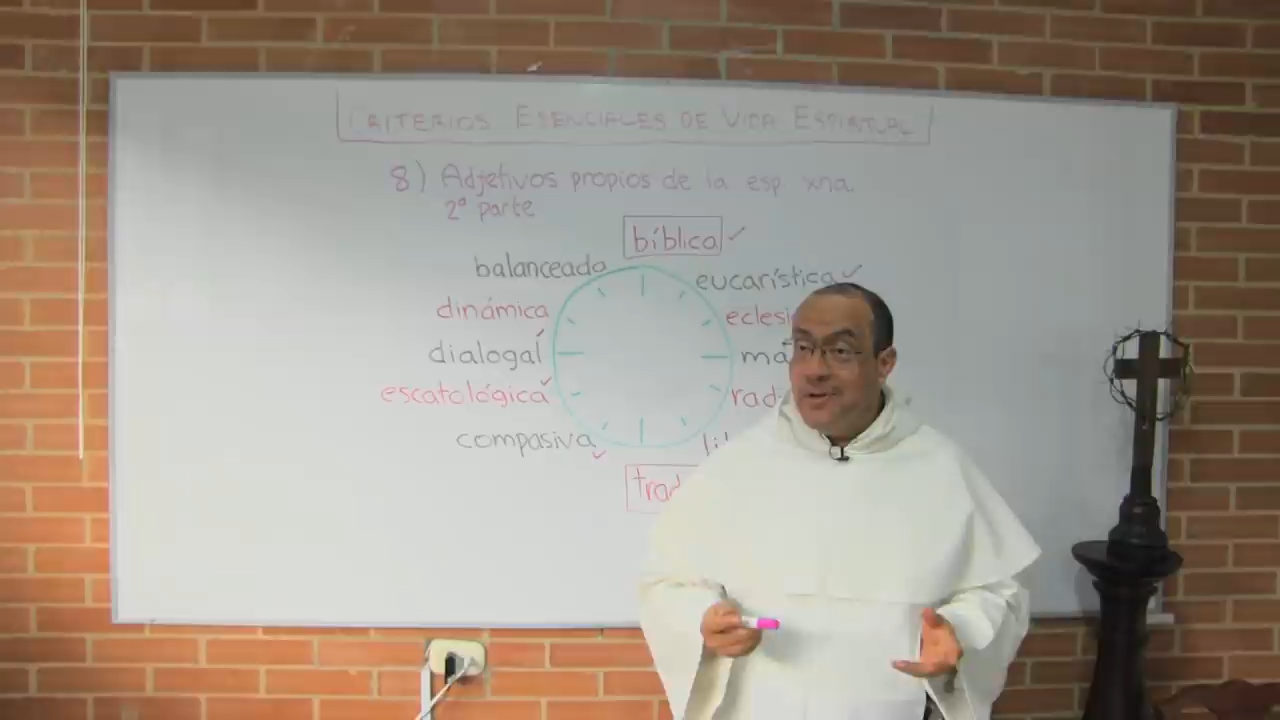 CRITERIOS ESENCIALES DE VIDA ESPIRITUAL
8) Adjetivos propios de la esp xna
2ª parte
bíblica
eucarística
balanceada
dinámica
dialogal
escatológica
compasiva